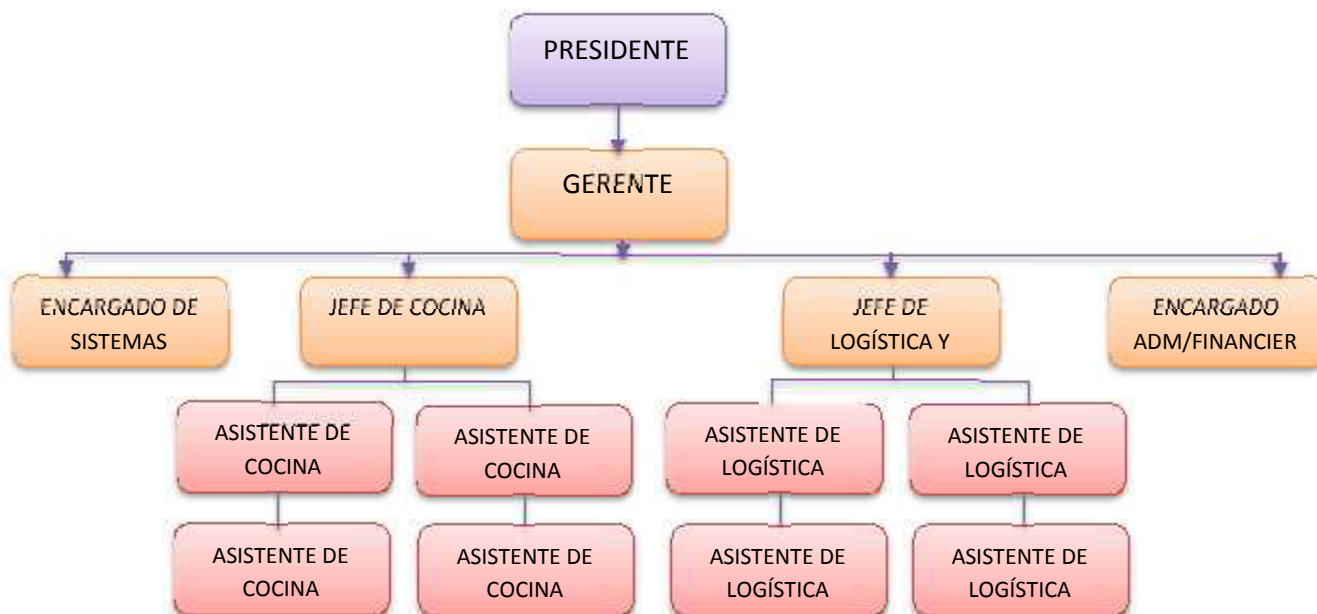 PRESIDENTE
GERENTE
ENCARGADO DE
SISTEMAS
JEFE DE COCINA
JEFE DE
LOGÍSTICA Y
ENCARGADO
ADM/FINANCIER
ASISTENTE DE
COCINA
ASISTENTE DE
COCINA
ASISTENTE DE
LOGÍSTICA
ASISTENTE DE
LOGÍSTICA
ASISTENTE DE
COCINA
ASISTENTE DE
COCINA
ASISTENTE DE
LOGÍSTICA
ASISTENTE DE
LOGÍSTICA